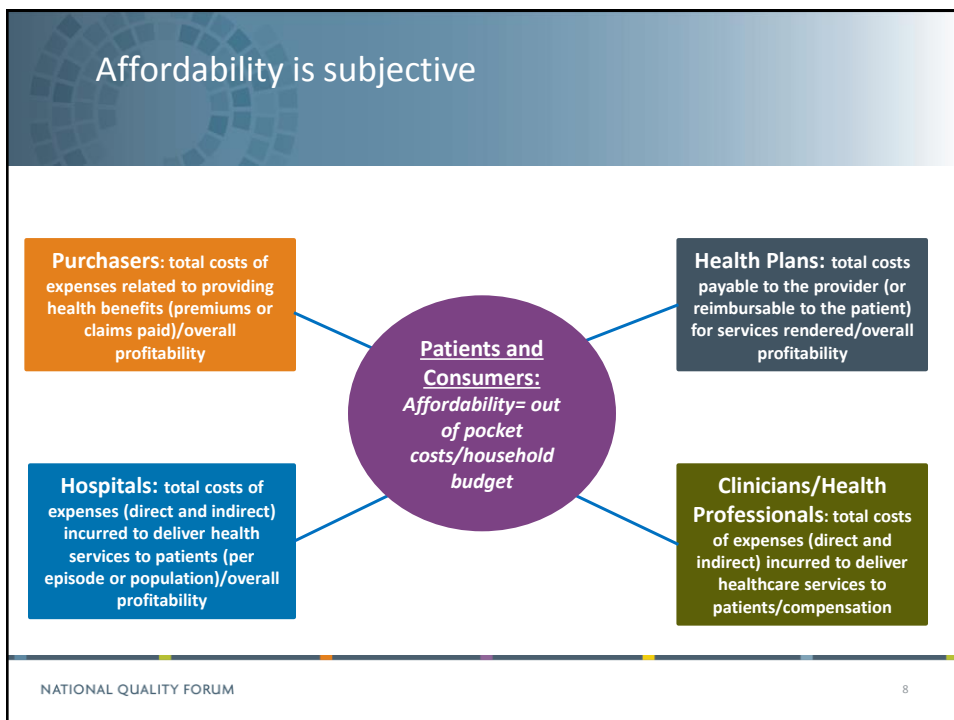 Affordability is subjective
Purchasers: total costs of
expenses related to providing
health benefits (premiums or
claims paid)/overall
profitability
Health Plans: total costs
payable to the provider (or
reimbursable to the patient)
for services rendered/overall
profitability
Patients and
Consumers:
Affordability= out
of pocket
costs/household
budget
Hospitals: total costs of
expenses (direct and indirect)
incurred to deliver health
services to patients (per
episode or population)/overall
profitability
Clinicians/Health
Professionals: total costs
of expenses (direct and
indirect) incurred to deliver
healthcare services to
patients/compensation
NATIONAL QUALITY FORUM
8